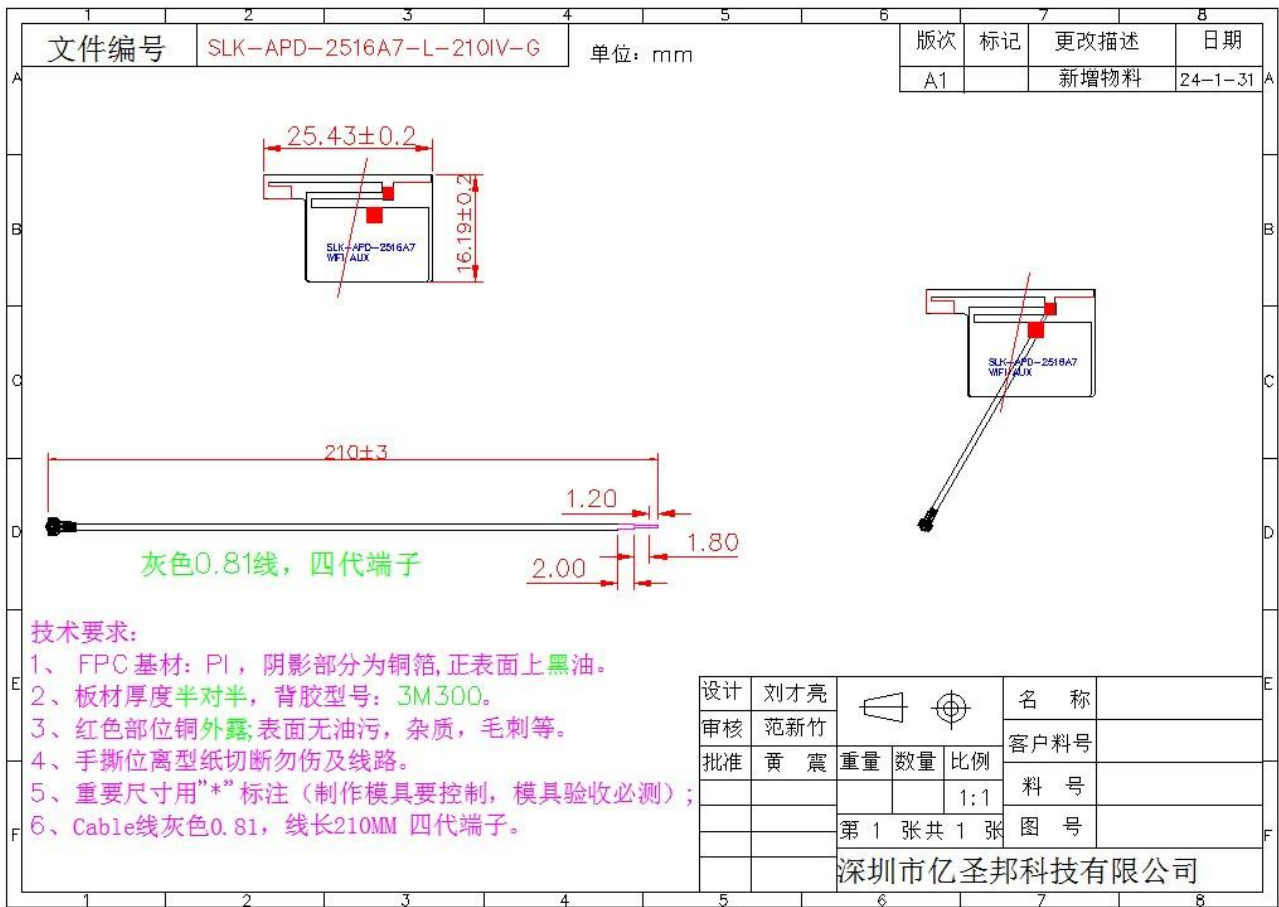 1 2 3 4 5 6 7 8
文件编号 SLK-APD-2516A7-L-210IV-G 单位：mm
版次 标记 更改描述 日期
A1 新增物料 24-1-31
A A
25.43±0.2
16.19±0.2
SLK-APD-2516A7
WIFI AUX
B B
SLK-APD-2516A7
WIFI AUX
C C
210±3
1.20
1.80
2.00
D D
灰色0.81线，四代端子
技术要求:
1、 FPC基材: PI，阴影部分为铜箔,正表面上黑油。
2、板材厚度半对半，背胶型号：3M300。
3、红色部位铜外露;表面无油污，杂质，毛刺等。
4、手撕位离型纸切断勿伤及线路。
5、重要尺寸用"*"标注（制作模具要控制，模具验收必测）;
6、Cable线灰色0.81，线长210MM 四代端子。
E E
F F
设计 刘才亮 名 称
审核 范新竹 客户料号
批准 黄 震 重量 数量 比例
1:1 料 号
第 1 张共 1 张 图 号
深圳市亿圣邦科技有限公司
1 2 3 4 5 6 7 8